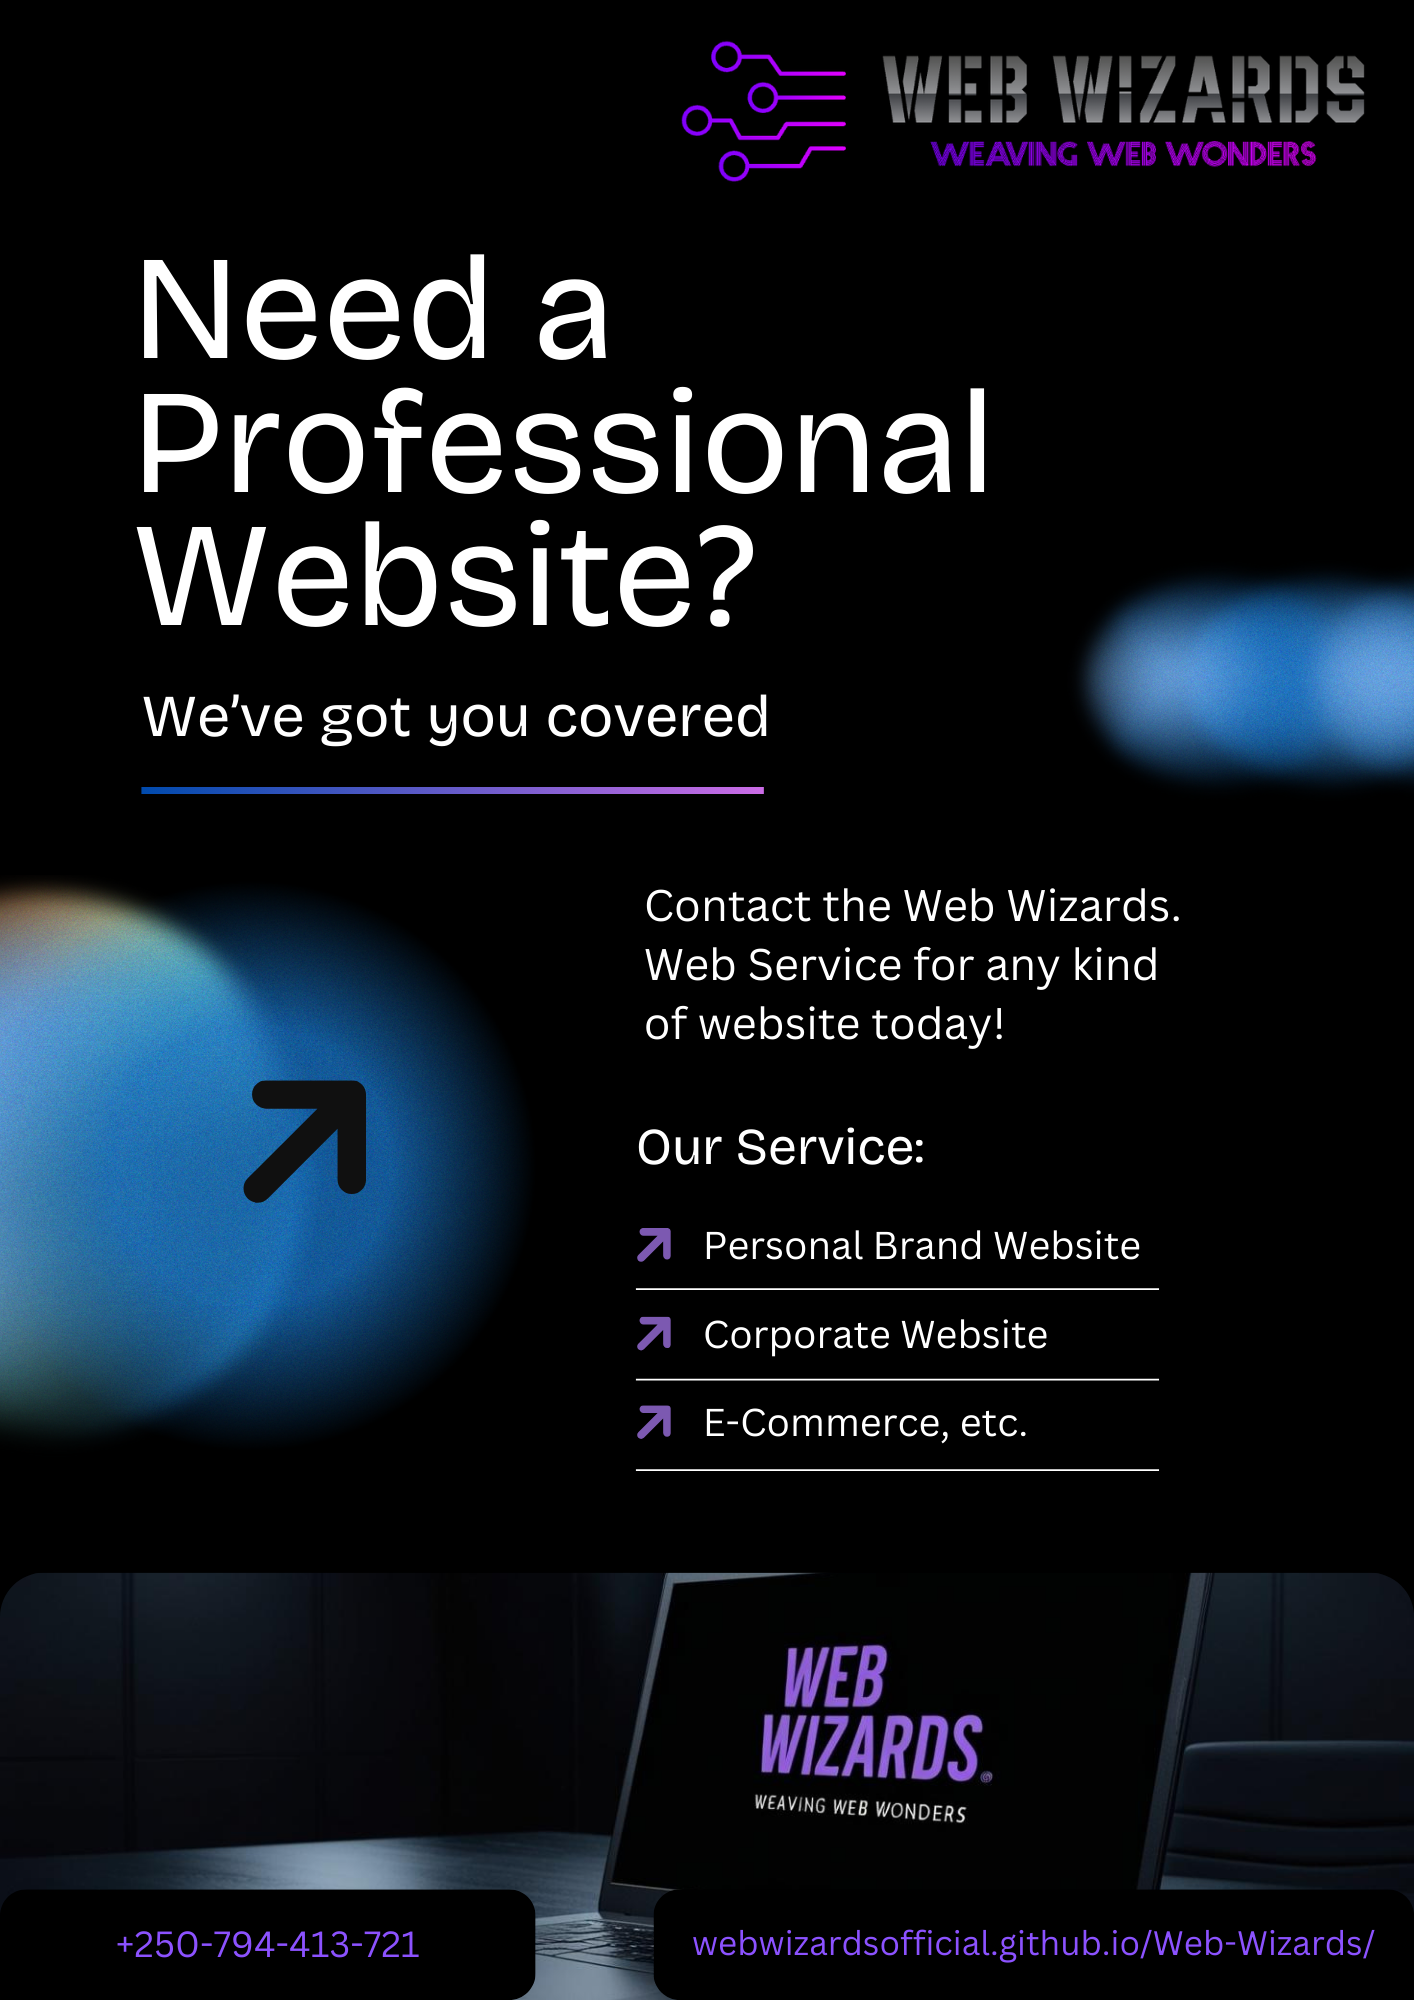 WEB WIZARDS
WEAVING WEB WONDERS
Need a
Professional
Website?
We've got you covered
Contact the Web Wizards.
Web Service for any kind
of website today!
Our Service:
Personal Brand Website
Corporate Website
E-Commerce, etc.
WEB
WIZARDS
WEAVING WEB WONDERS
+250-794-413-721
webwizardsofficial.github.io/Web-Wizards/